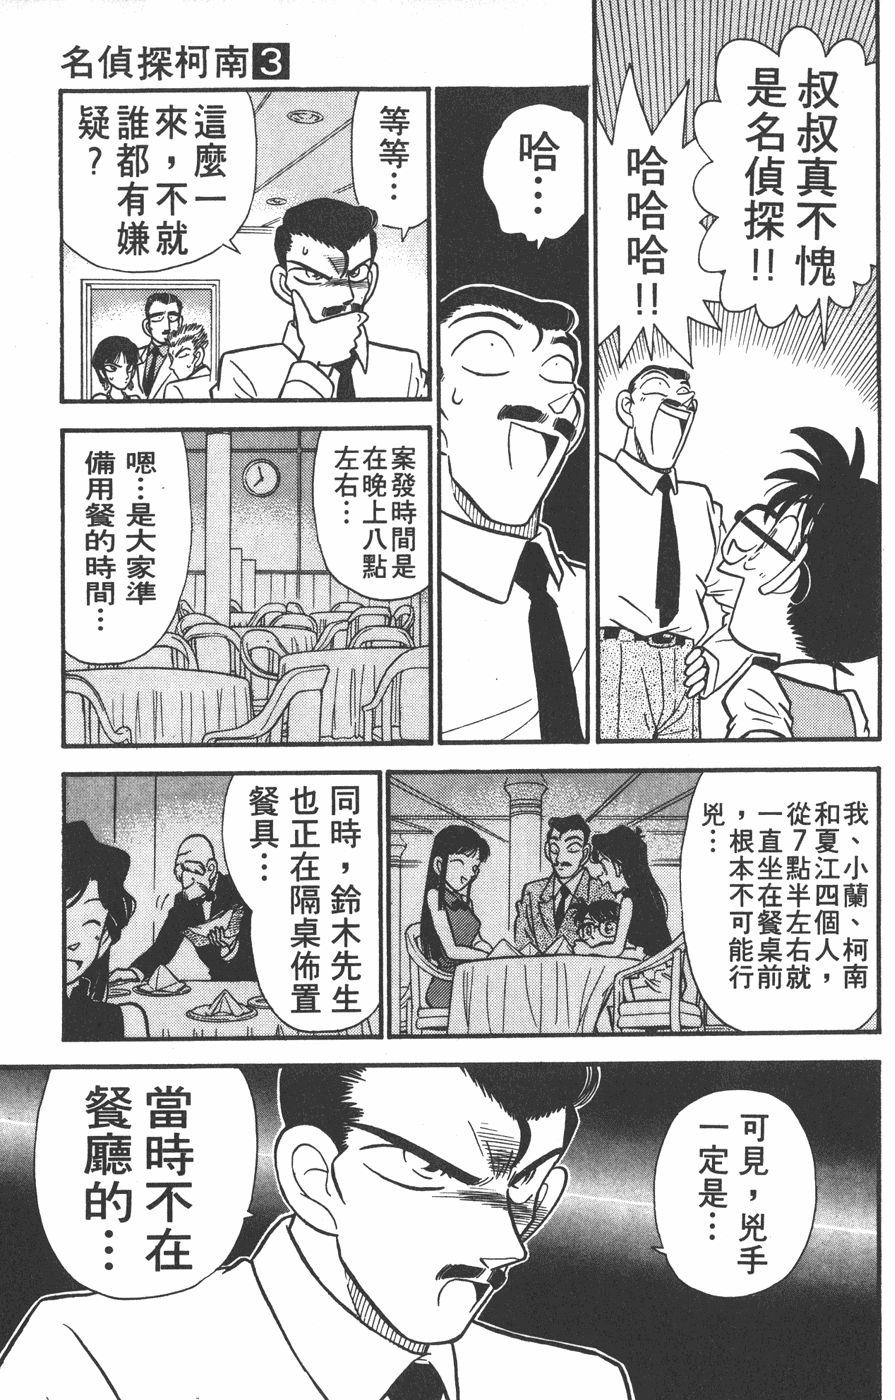 名偵探柯南3
叔叔真不愧
是名偵探!!
哈哈哈!!
哈…
等等…
這麼一
來，不就
誰都有嫌
疑？
案發時間是
在晚上八點
左右…
嗯…是大家準
備用餐的時間…
我、小蘭、柯南
和夏江四個人，
從7點半左右就
一直坐在餐桌前
，根本不可能行
兇…
同時，鈴木先生
也正在隔桌佈置
餐具…
可見，兇手
一定是…
當時不在
餐廳的…